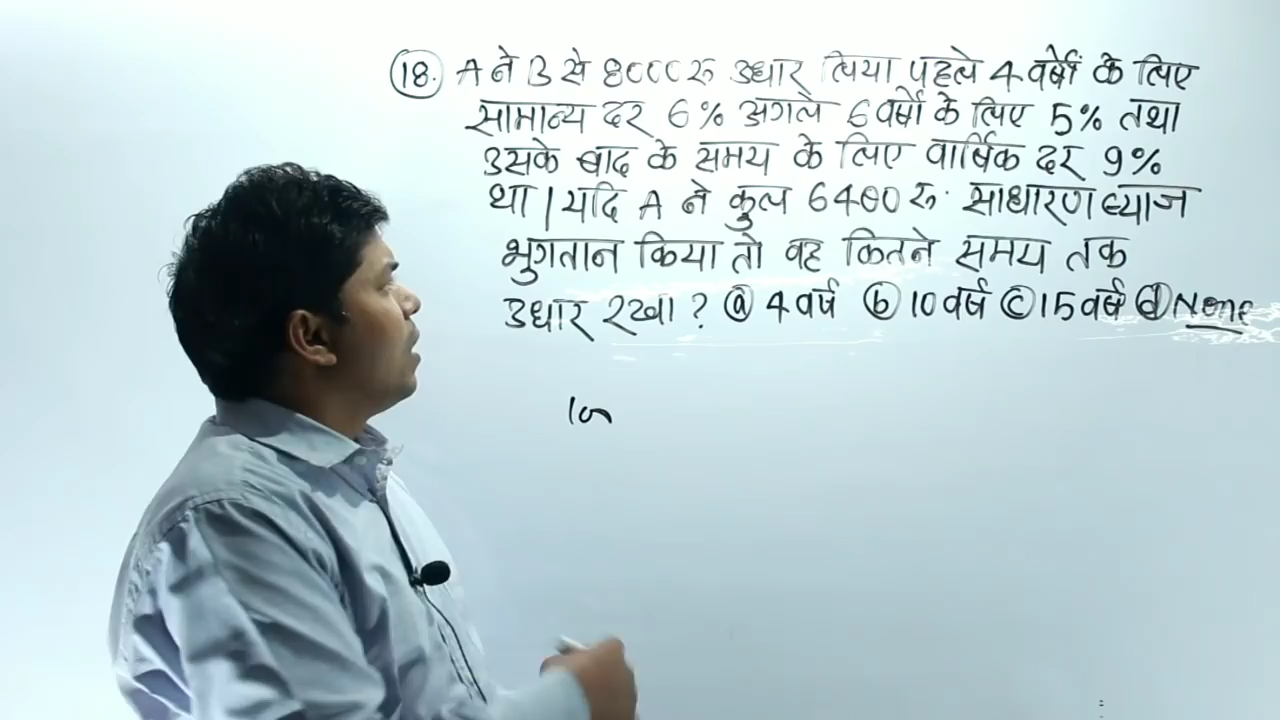 18. A ने B से 8000 रु उधार लिया पहले 4 वर्षों के लिए
सामान्य दर 6% अगले 6 वर्षों के लिए 5% तथा
उसके बाद के समय के लिए वार्षिक दर 9%
था | यदि A ने कुल 6400 रु. साधारण ब्याज
भुगतान किया तो वह कितने समय तक
उधार रखा ? (a) 4 वर्ष (b) 10 वर्ष (c) 15 वर्ष (d) None